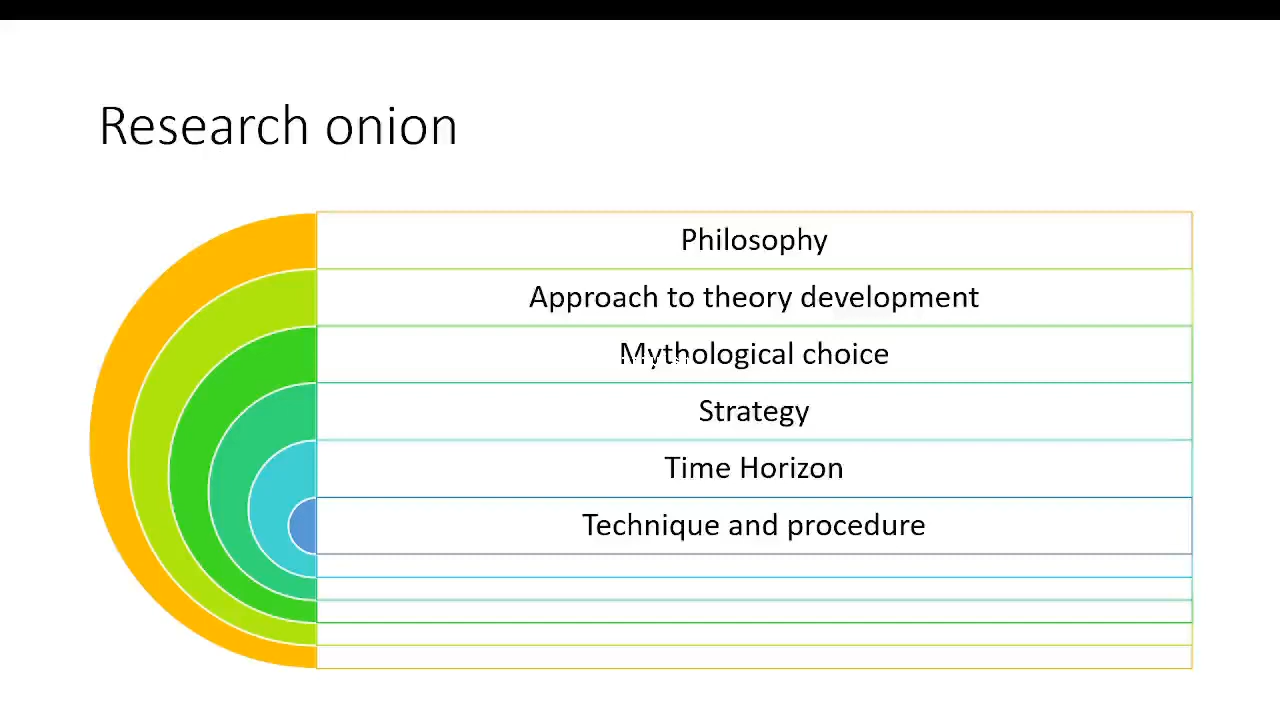 Research onion
Philosophy
Approach to theory development
Mythological choice
Strategy
Time Horizon
Technique and procedure